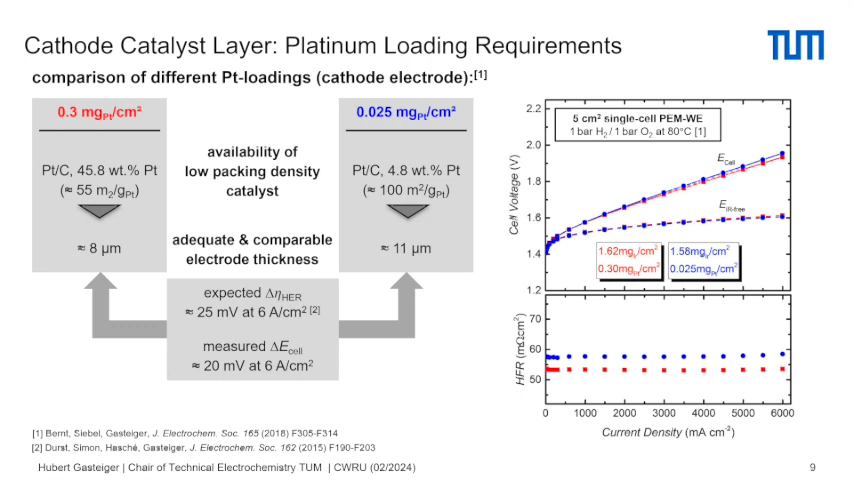 Cathode Catalyst Layer: Platinum Loading Requirements
TUM
comparison of different Pt-loadings (cathode electrode):[1]
0.3 mgPt/cm²
Pt/C, 45.8 wt.% Pt
(≈ 55 m2/gPt)
≈ 8 µm
availability of
low packing density
catalyst
adequate & comparable
electrode thickness
0.025 mgPt/cm²
Pt/C, 4.8 wt.% Pt
(≈ 100 m²/gPt)
≈ 11 µm
expected ΔηHER
≈ 25 mV at 6 A/cm² [2]
measured ΔEcell
≈ 20 mV at 6 A/cm²
5 cm² single-cell PEM-WE
1 bar H2 / 1 bar O2 at 80°C [1]
ECell
EIR-free
1.62mgIr/cm²
0.30mgPt/cm²
1.58mgIr/cm²
0.025mgPt/cm²
Cell Voltage (V)
2.2
2.0
1.8
1.6
1.4
1.2
HFR (mΩcm²)
70
60
50
0 1000 2000 3000 4000 5000 6000
Current Density (mA cm-2)
[1] Bernt, Siebel, Gasteiger, J. Electrochem. Soc. 165 (2018) F305-F314
[2] Durst, Simon, Hasché, Gasteiger, J. Electrochem. Soc. 162 (2015) F190-F203
Hubert Gasteiger | Chair of Technical Electrochemistry TUM | CWRU (02/2024)
9